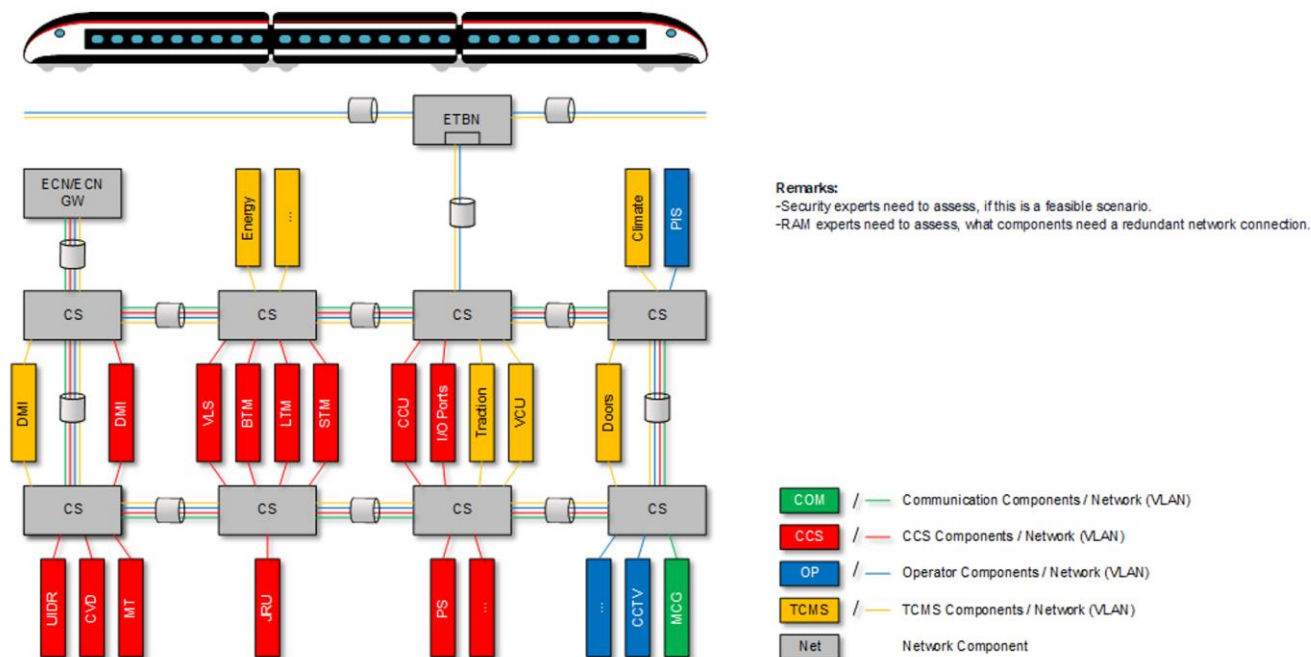 ETBN
ECN/ECN
GW
Energy
...
Climate
PIS
Remarks:
-Security experts need to assess, if this is a feasible scenario.
-RAM experts need to assess, what components need a redundant network connection.
CS
CS
CS
CS
DMI
DMI
VLS
BTM
LTM
STM
CCU
I/O Ports
Traction
VCU
Doors
CS
CS
CS
CS
UIDR
CVD
MT
JRU
PS
...
...
CCTV
MCG
COM / Communication Components / Network (VLAN)
CCS / CCS Components / Network (VLAN)
OP / Operator Components / Network (VLAN)
TCMS / TCMS Components / Network (VLAN)
Net Network Component